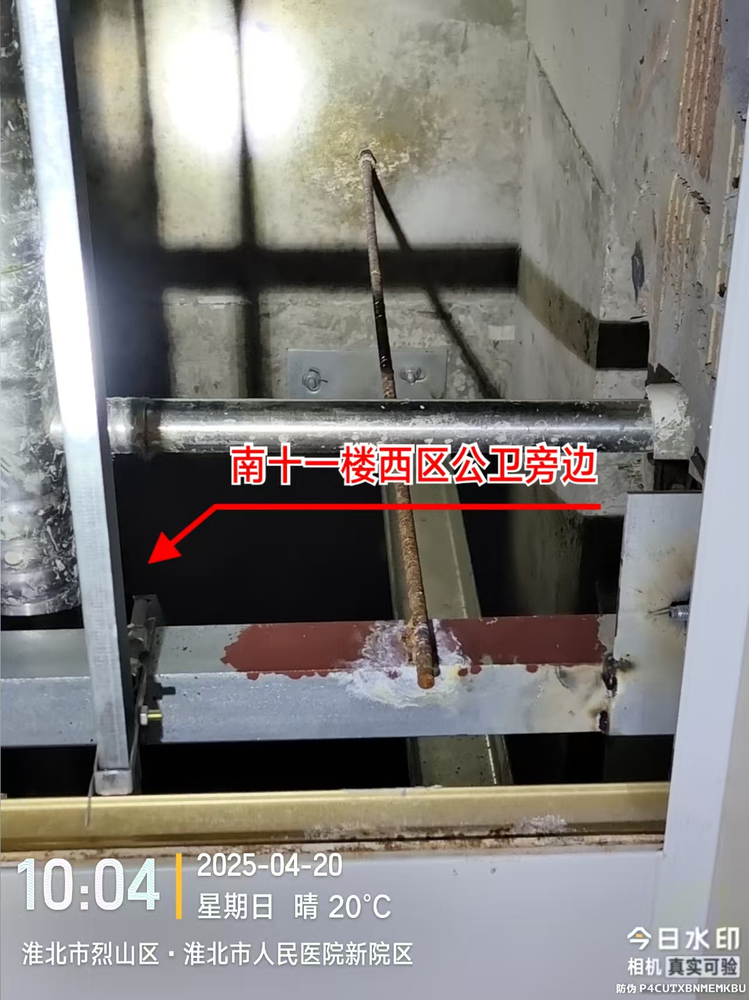 南十一楼西区公卫旁边
10:04
2025-04-20
星期日 晴 20°C
淮北市烈山区·淮北市人民医院新院区
今日水印
相机 真实可验
防伪 P4CUTXBNMEMKBU